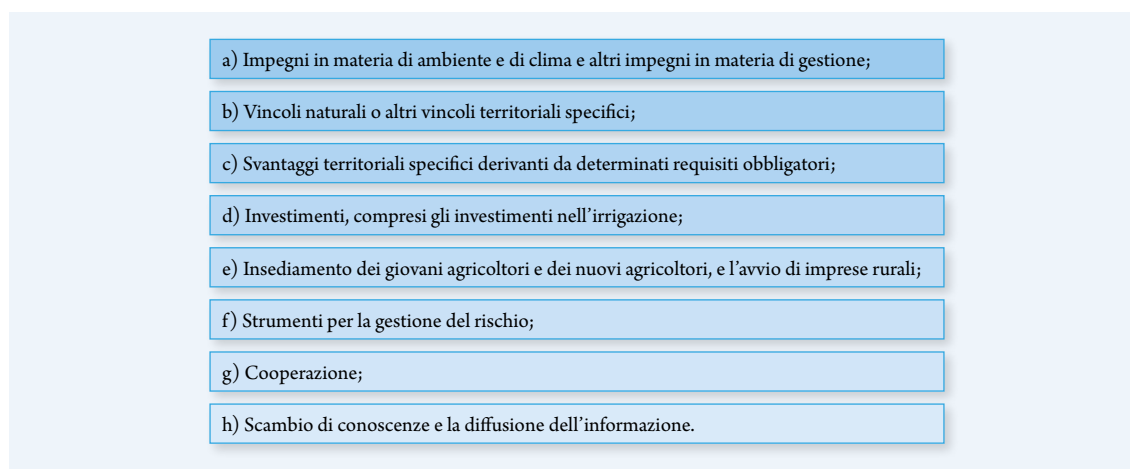 a) Impegni in materia di ambiente e di clima e altri impegni in materia di gestione;
b) Vincoli naturali o altri vincoli territoriali specifici;
c) Svantaggi territoriali specifici derivanti da determinati requisiti obbligatori;
d) Investimenti, compresi gli investimenti nell’irrigazione;
e) Insediamento dei giovani agricoltori e dei nuovi agricoltori, e l’avvio di imprese rurali;
f) Strumenti per la gestione del rischio;
g) Cooperazione;
h) Scambio di conoscenze e la diffusione dell’informazione.